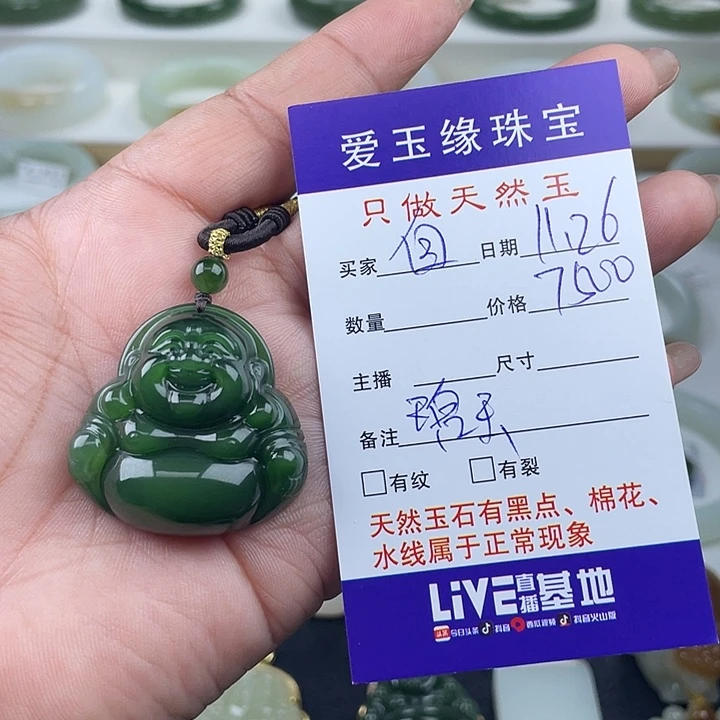 爱玉缘珠宝
只做天然玉
买家 日期 11.26
数量 价格 7500
主播 尺寸
备注
□有纹 □有裂
天然玉石有黑点、棉花、
水线属于正常现象
LiVE直播基地
头条 今日头条 抖音 西瓜视频 抖音火山版